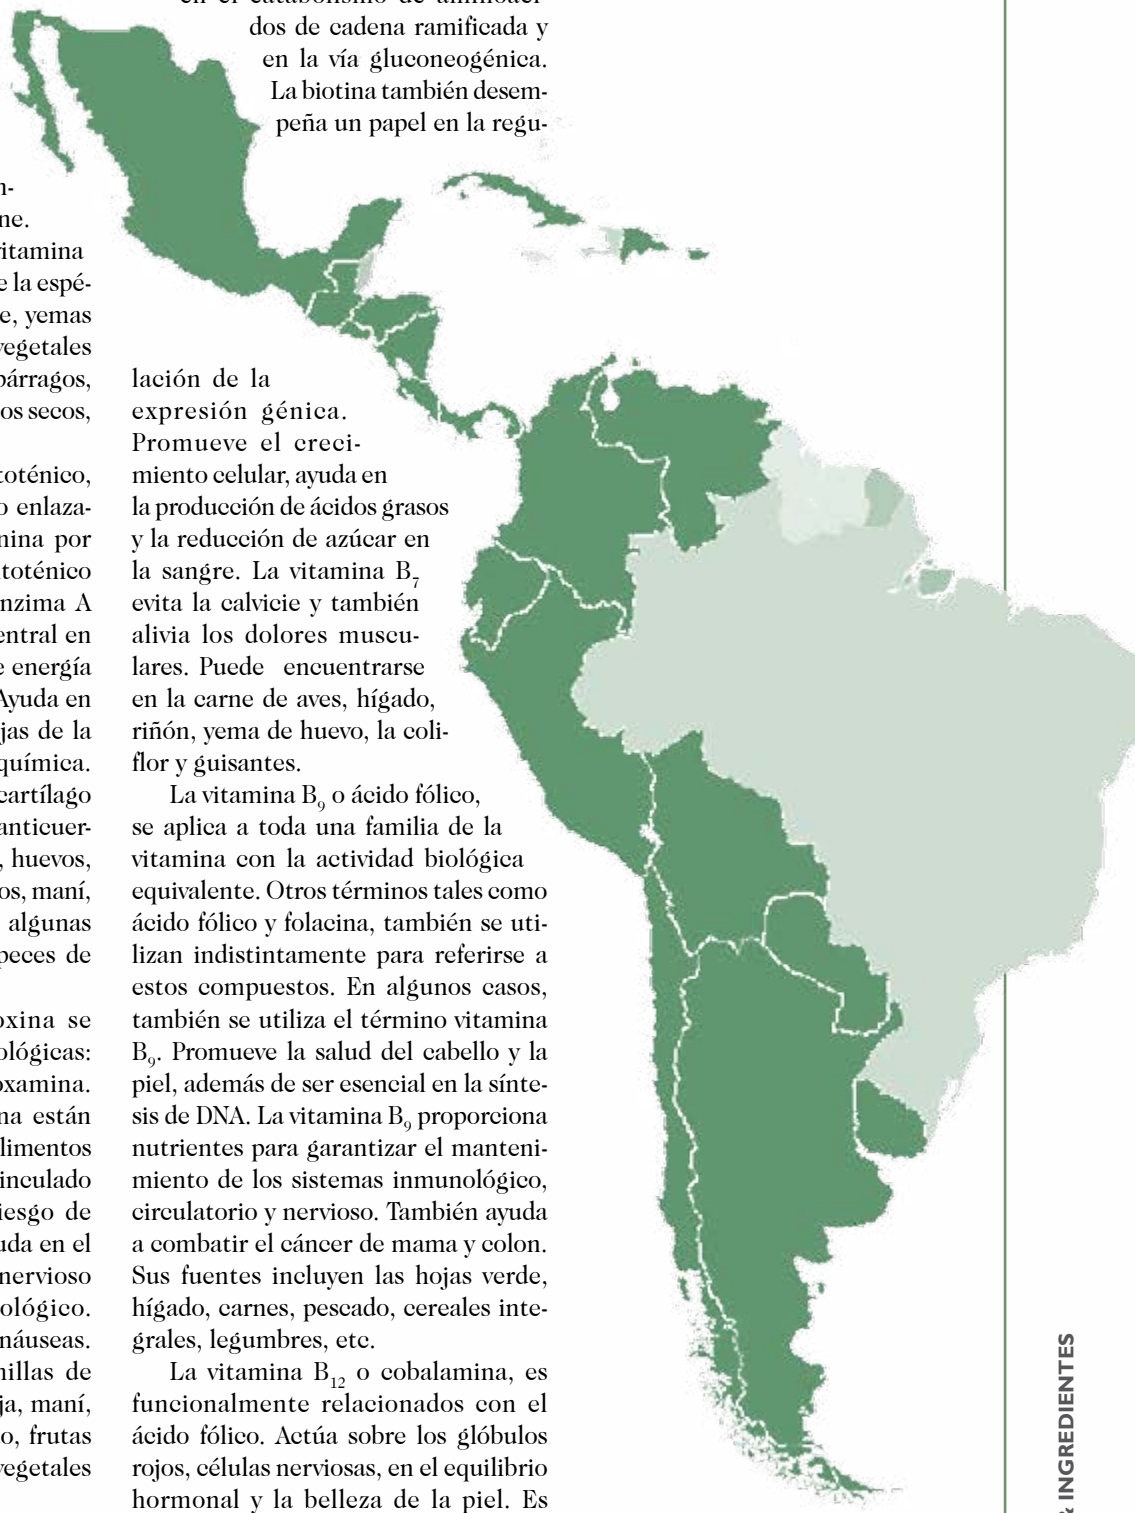 n-
ne.
vitamina
e la espé-
e, yemas
vegetales
párragos,
os secos,
toténico,
o enlaza-
nina por
toténico
nzima A
entral en
e energía
Ayuda en
jas de la
química.
cartílago
anticuer-
, huevos,
os, maní,
algunas
peces de
oxina se
ológicas:
oxamina.
na están
limentos
inculado
iesgo de
uda en el
nervioso
ológico.
náuseas.
nillas de
ja, maní,
o, frutas
vegetales
en el catabolismo de aminoáci-
dos de cadena ramificada y
en la vía gluconeogénica.
La biotina también desem-
peña un papel en la regu-
lación de la
expresión génica.
Promueve el creci-
miento celular, ayuda en
la producción de ácidos grasos
y la reducción de azúcar en
la sangre. La vitamina B₇
evita la calvicie y también
alivia los dolores muscu-
lares. Puede encuentrarse
en la carne de aves, hígado,
riñón, yema de huevo, la coli-
flor y guisantes.
La vitamina B₉ o ácido fólico,
se aplica a toda una familia de la
vitamina con la actividad biológica
equivalente. Otros términos tales como
ácido fólico y folacina, también se uti-
lizan indistintamente para referirse a
estos compuestos. En algunos casos,
también se utiliza el término vitamina
B₉. Promueve la salud del cabello y la
piel, además de ser esencial en la sínte-
sis de DNA. La vitamina B₉ proporciona
nutrientes para garantizar el manteni-
miento de los sistemas inmunológico,
circulatorio y nervioso. También ayuda
a combatir el cáncer de mama y colon.
Sus fuentes incluyen las hojas verde,
hígado, carnes, pescado, cereales inte-
grales, legumbres, etc.
La vitamina B₁₂ o cobalamina, es
funcionalmente relacionados con el
ácido fólico. Actúa sobre los glóbulos
rojos, células nerviosas, en el equilibrio
hormonal y la belleza de la piel. Es
& INGREDIENTES